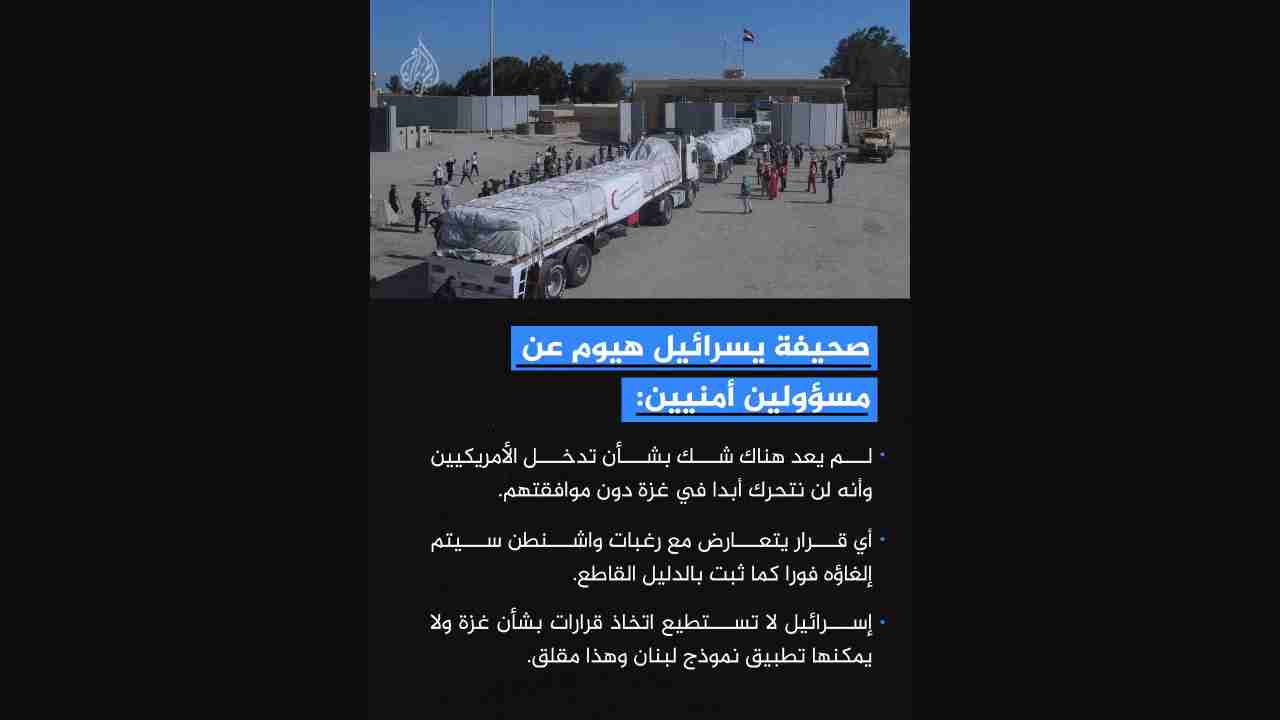 صحيفة يسرائيل هيوم عن
مسؤولين أمنيين:
• لـــم يعد هناك شـــك بشـــأن تدخـــل الأمريكيين
وأنه لن نتحرك أبدا في غزة دون موافقتهم.
• أي قـــرار يتعـــارض مع رغبات واشـــنطن ســـيتم
إلغاؤه فورا كما ثبت بالدليل القاطع.
• إســـرائيل لا تســـتطيع اتخاذ قرارات بشأن غزة ولا
يمكنها تطبيق نموذج لبنان وهذا مقلق.